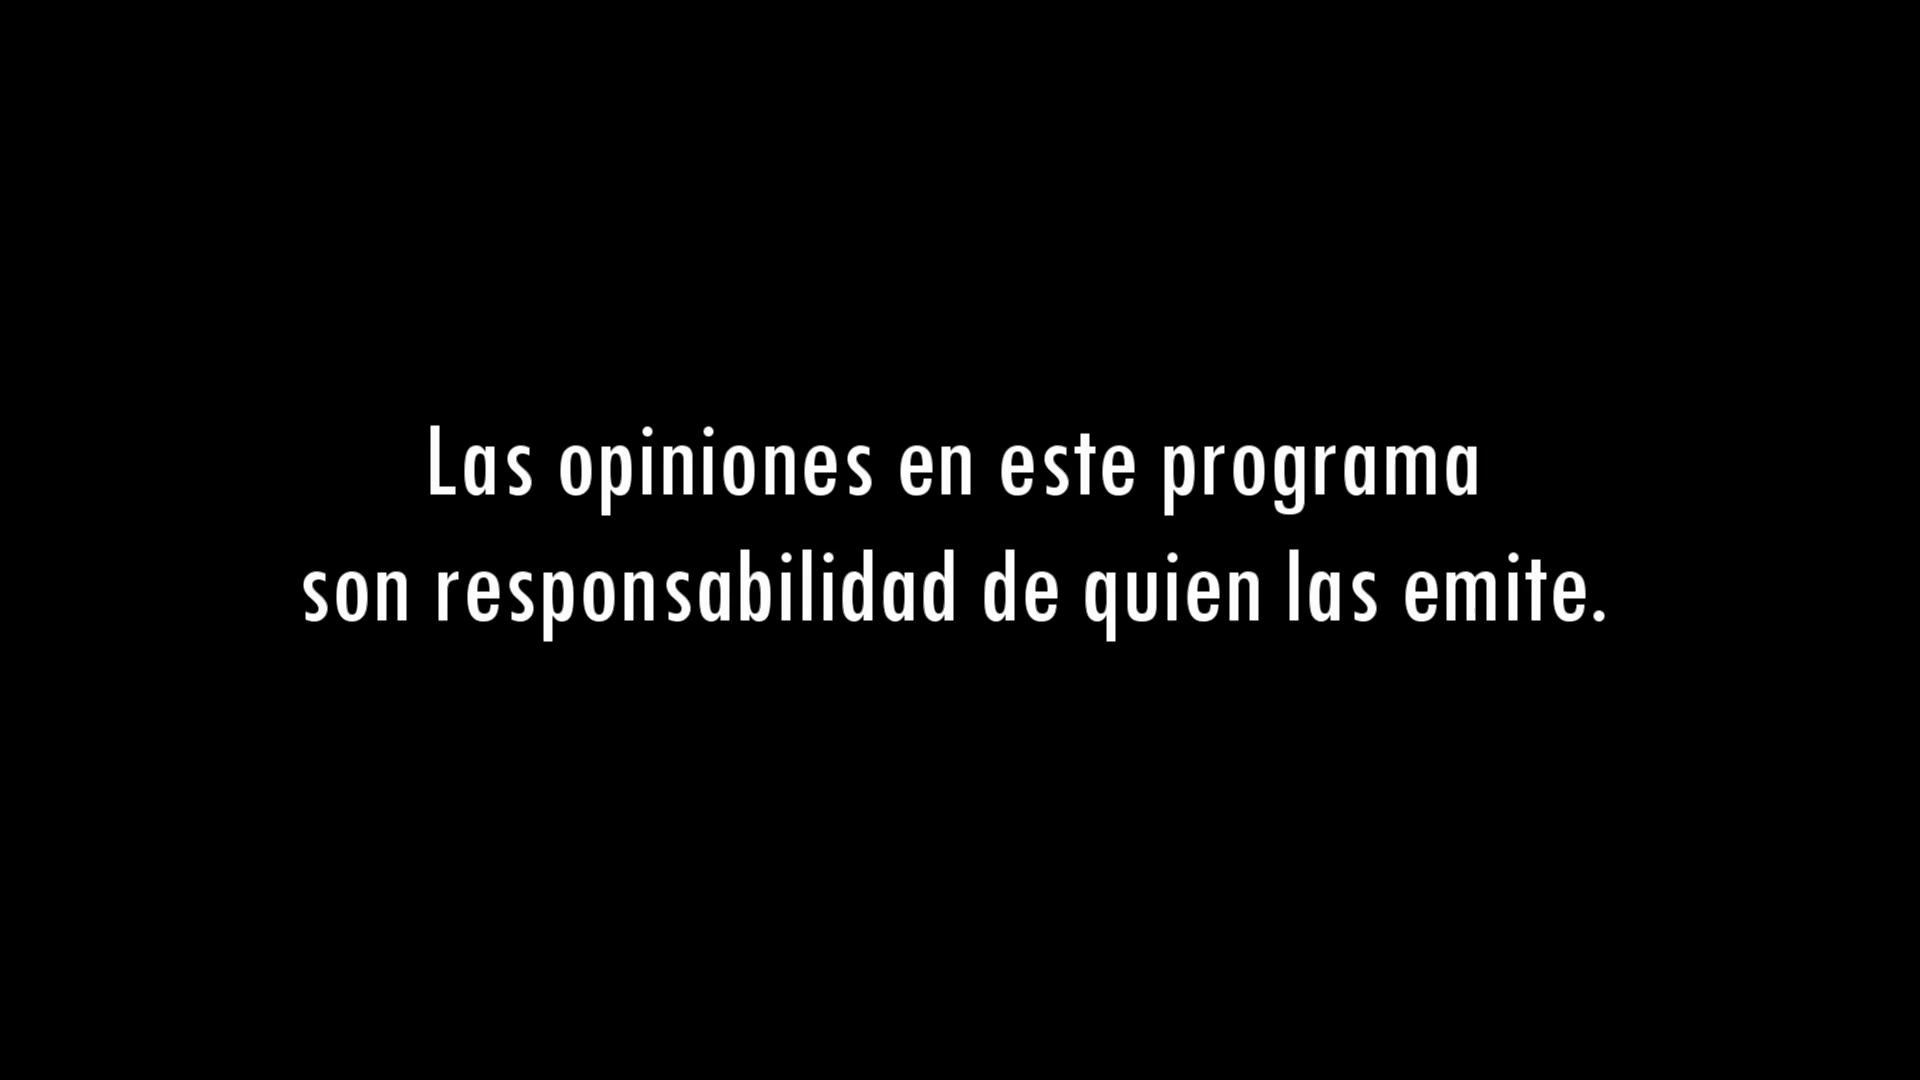 Las opiniones en este programa
son responsabilidad de quien las emite.